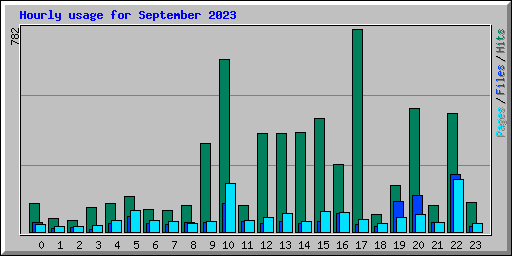 Hourly usage for September 2023
782
Pages/Files/Hits
0 1 2 3 4 5 6 7 8 9 10 11 12 13 14 15 16 17 18 19 20 21 22 23